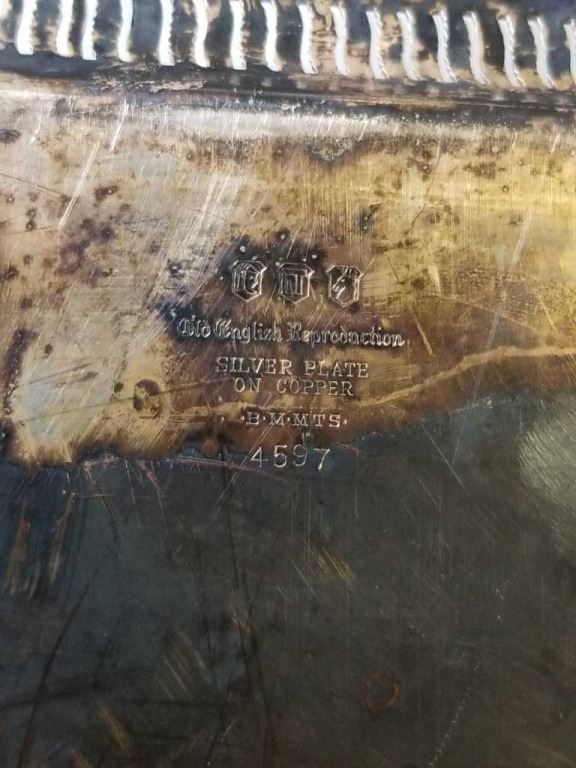 Old English Reproduction
SILVER PLATE
ON COPPER
·B·M·MTS·
4597